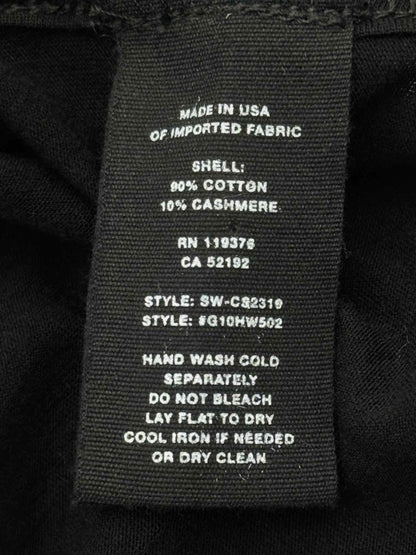 MADE IN USA
OF IMPORTED FABRIC
SHELL:
90% COTTON
10% CASHMERE
RN 119376
CA 52192
STYLE: SW-CS2319
STYLE: #G10HW502
HAND WASH COLD
SEPARATELY
DO NOT BLEACH
LAY FLAT TO DRY
COOL IRON IF NEEDED
OR DRY CLEAN